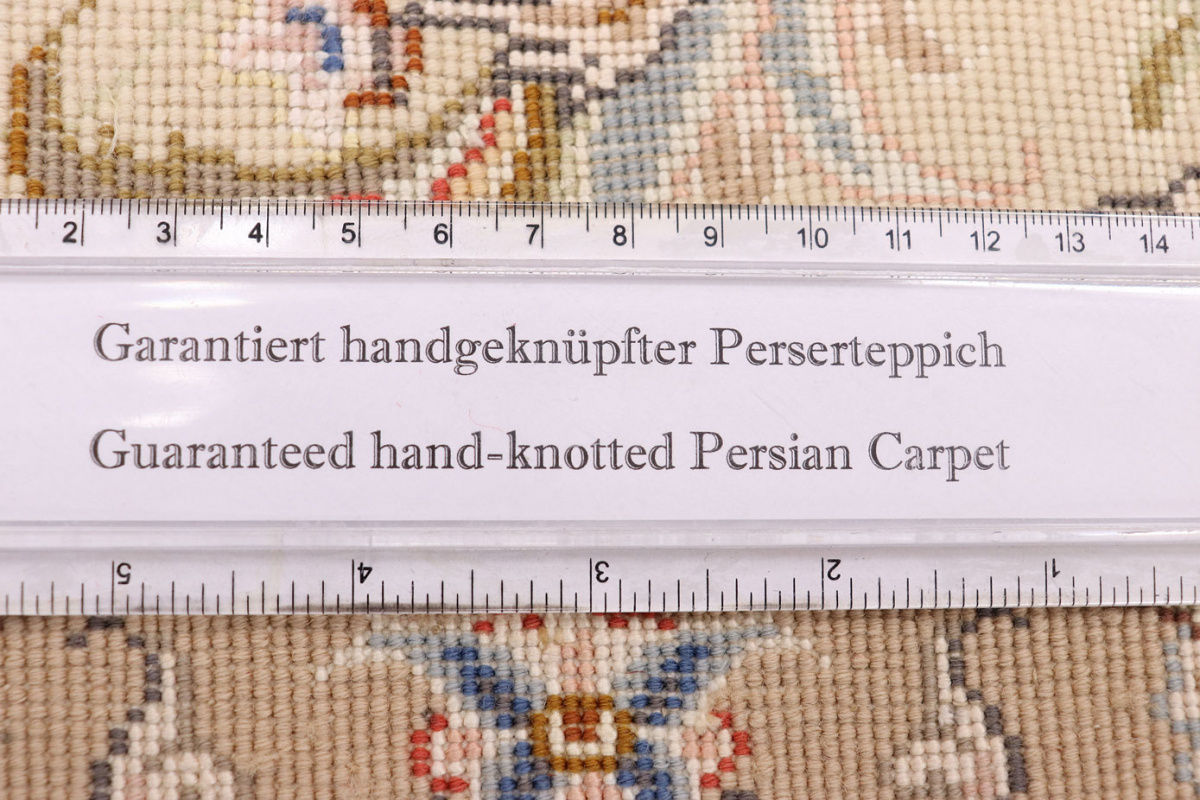 2 3 4 5 6 7 8 9 10 11 12 13 14
Garantiert handgeknüpfter Perserteppich
Guaranteed hand-knotted Persian Carpet
5 4 3 2 1